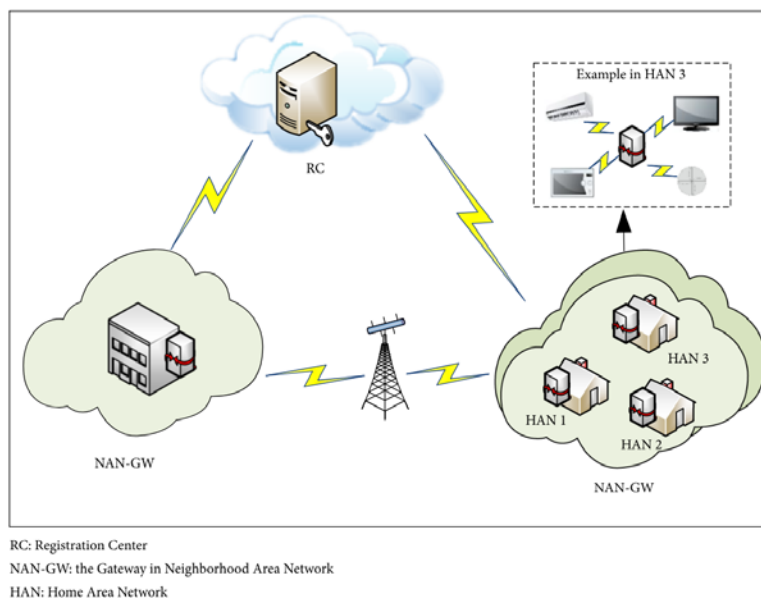 Example in HAN 3
RC
HAN 3
HAN 1
HAN 2
NAN-GW
NAN-GW
RC: Registration Center
NAN-GW: the Gateway in Neighborhood Area Network
HAN: Home Area Network